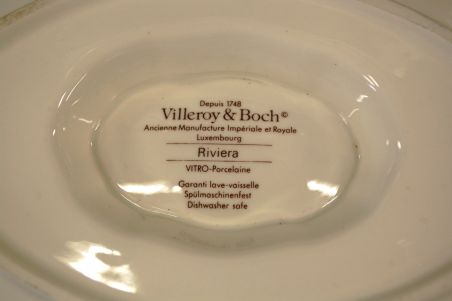 Depuis 1748
Villeroy & Boch©
Ancienne Manufacture Impériale et Royale
Luxembourg
Riviera
VITRO-Porcelaine
Garanti lave-vaisselle
Spülmaschinenfest
Dishwasher safe